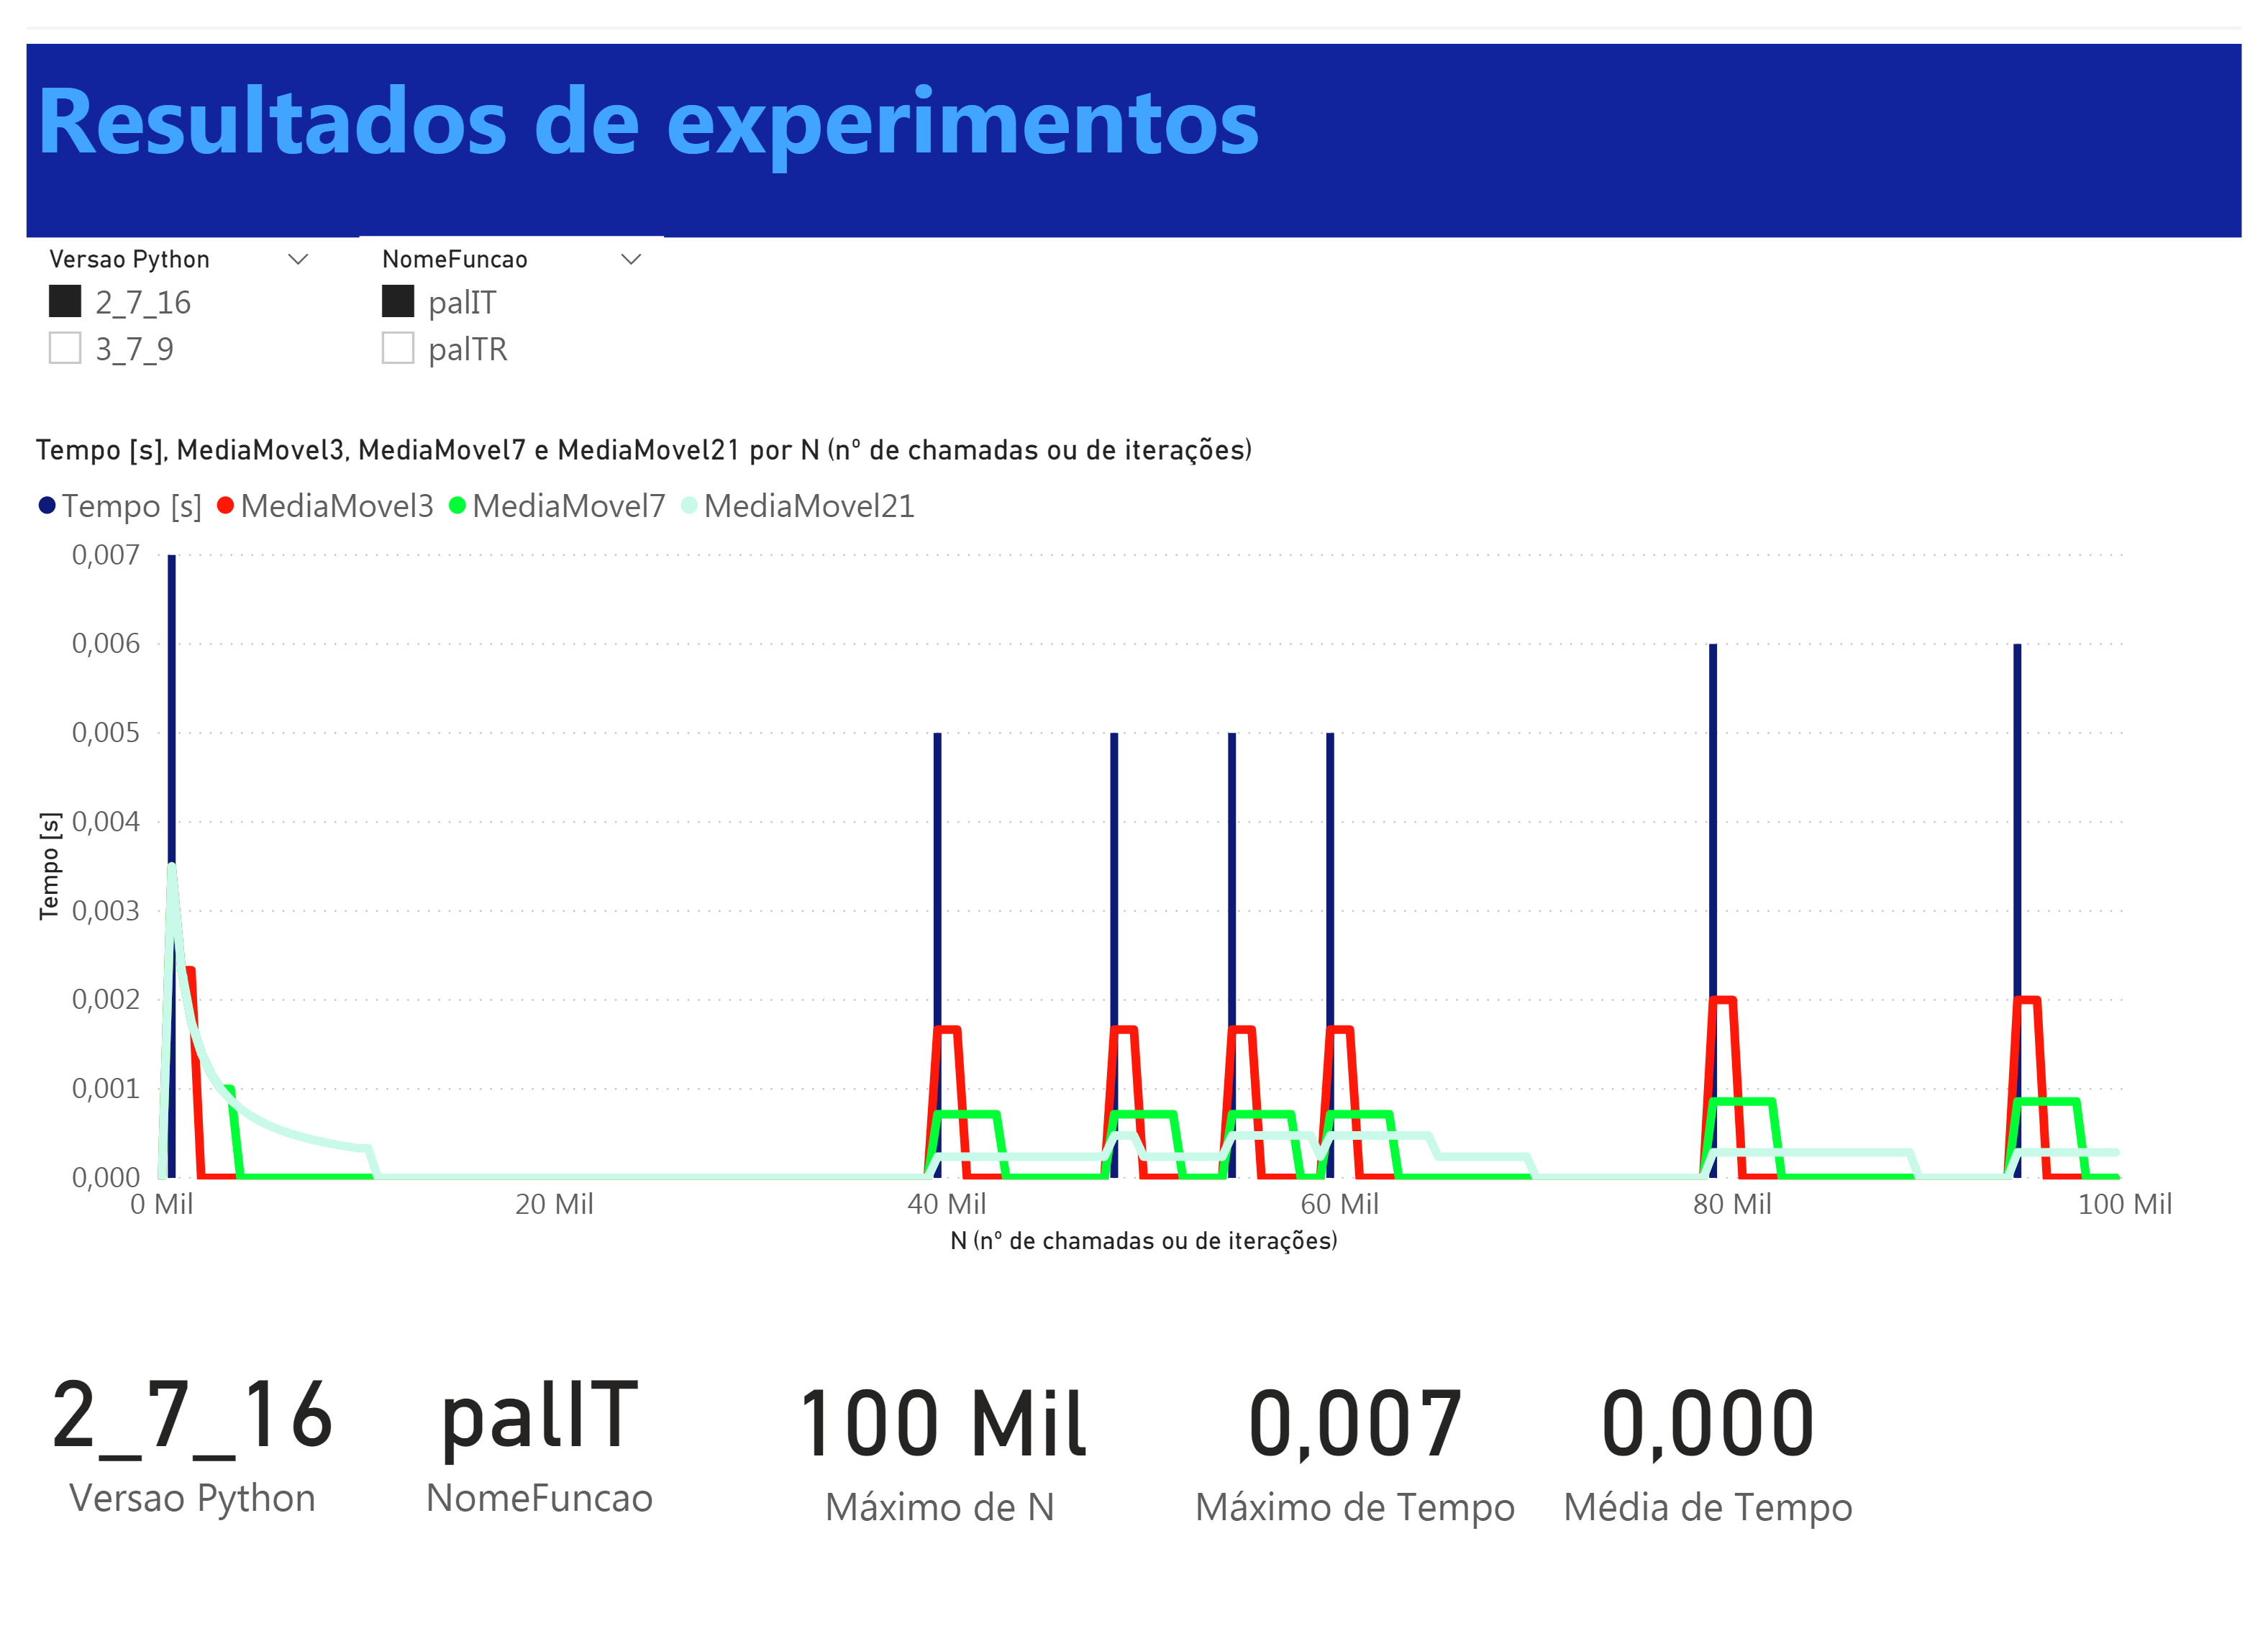 Resultados de experimentos
Versao Python NomeFuncao
2_7_16 palIT
3_7_9 palTR
Tempo [s], MediaMovel3, MediaMovel7 e MediaMovel21 por N (nº de chamadas ou de iterações)
Tempo [s] MediaMovel3 MediaMovel7 MediaMovel21
0,007
0,006
0,005
0,004
0,003
0,002
0,001
0,000
Tempo [s]
0 Mil 20 Mil 40 Mil 60 Mil 80 Mil 100 Mil
N (nº de chamadas ou de iterações)
2_7_16 palIT 100 Mil 0,007 0,000
Versao Python NomeFuncao Máximo de N Máximo de Tempo Média de Tempo